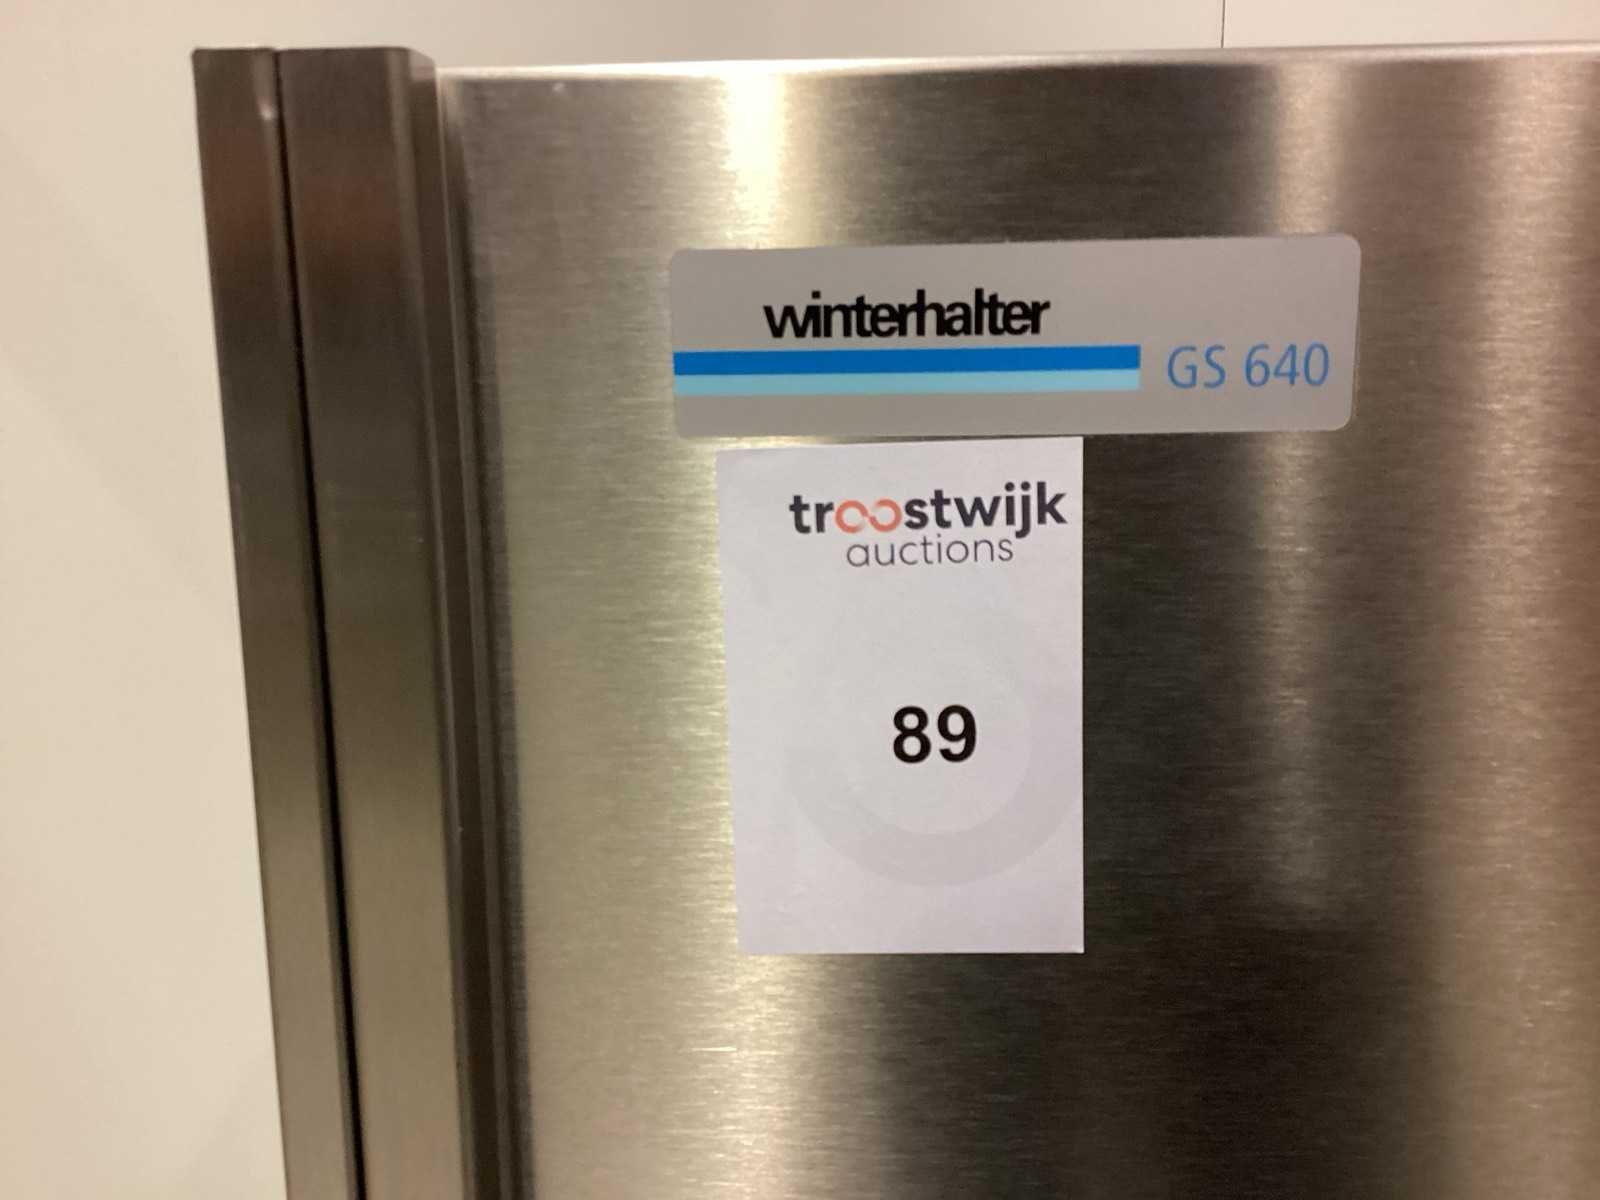 winterhalter
GS 640
troostwijk
auctions
89